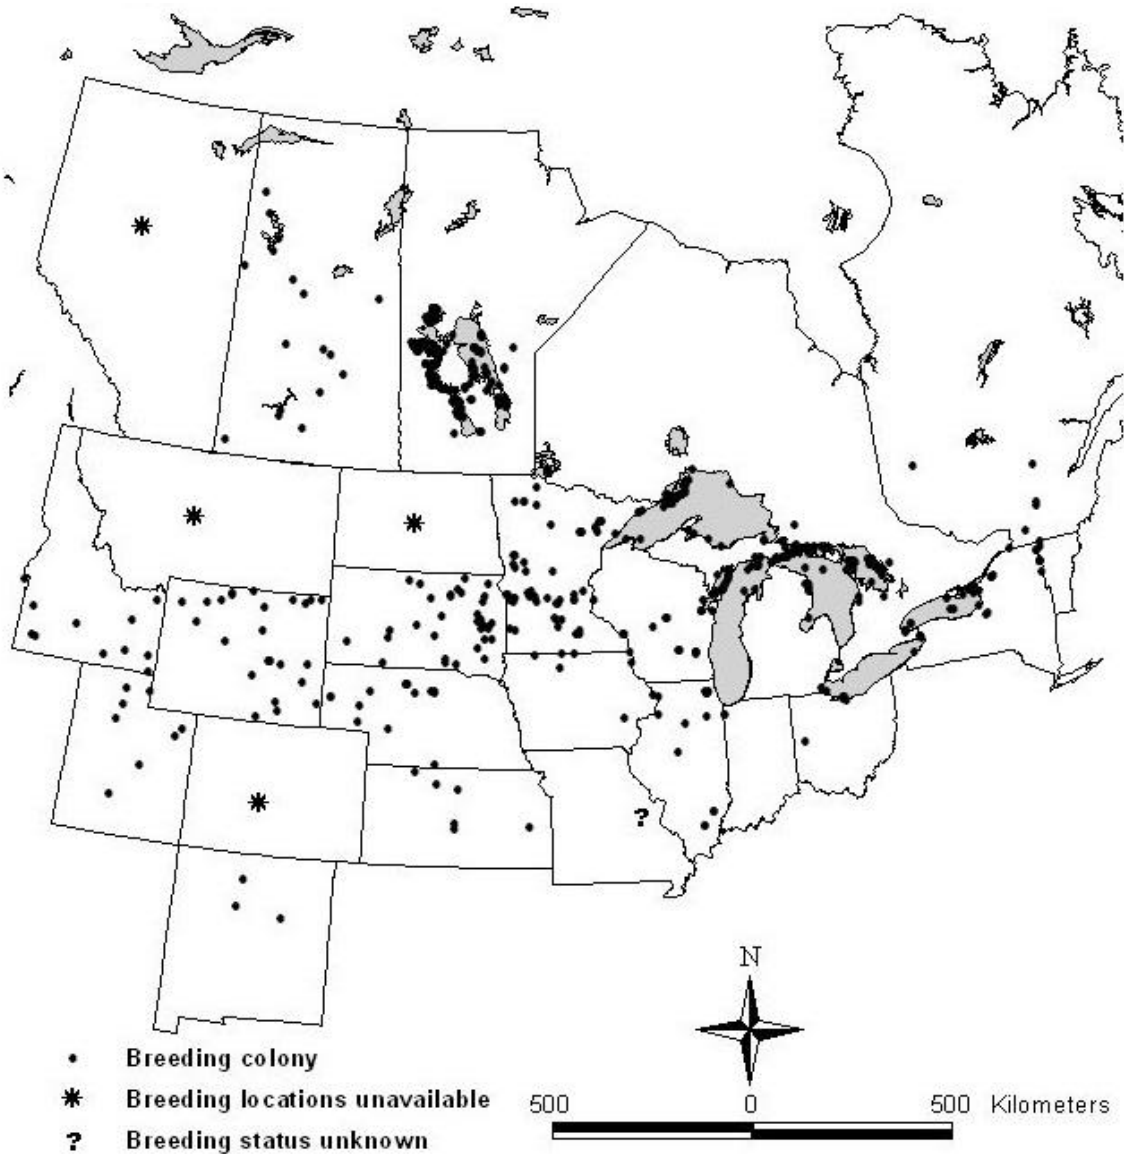 ?
N
Breeding colony
Breeding locations unavailable
? Breeding status unknown
500 0 500 Kilometers